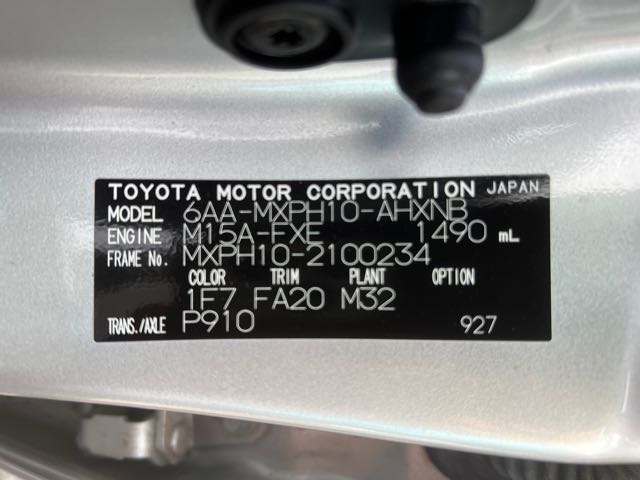 TOYOTA MOTOR CORPORATION JAPAN
MODEL 6AA-MXPH10-AHXNB
ENGINE M15A-FXE 1490 mL
FRAME No. MXPH10-2100234
COLOR TRIM PLANT OPTION
1F7 FA20 M32
TRANS./AXLE P910 927